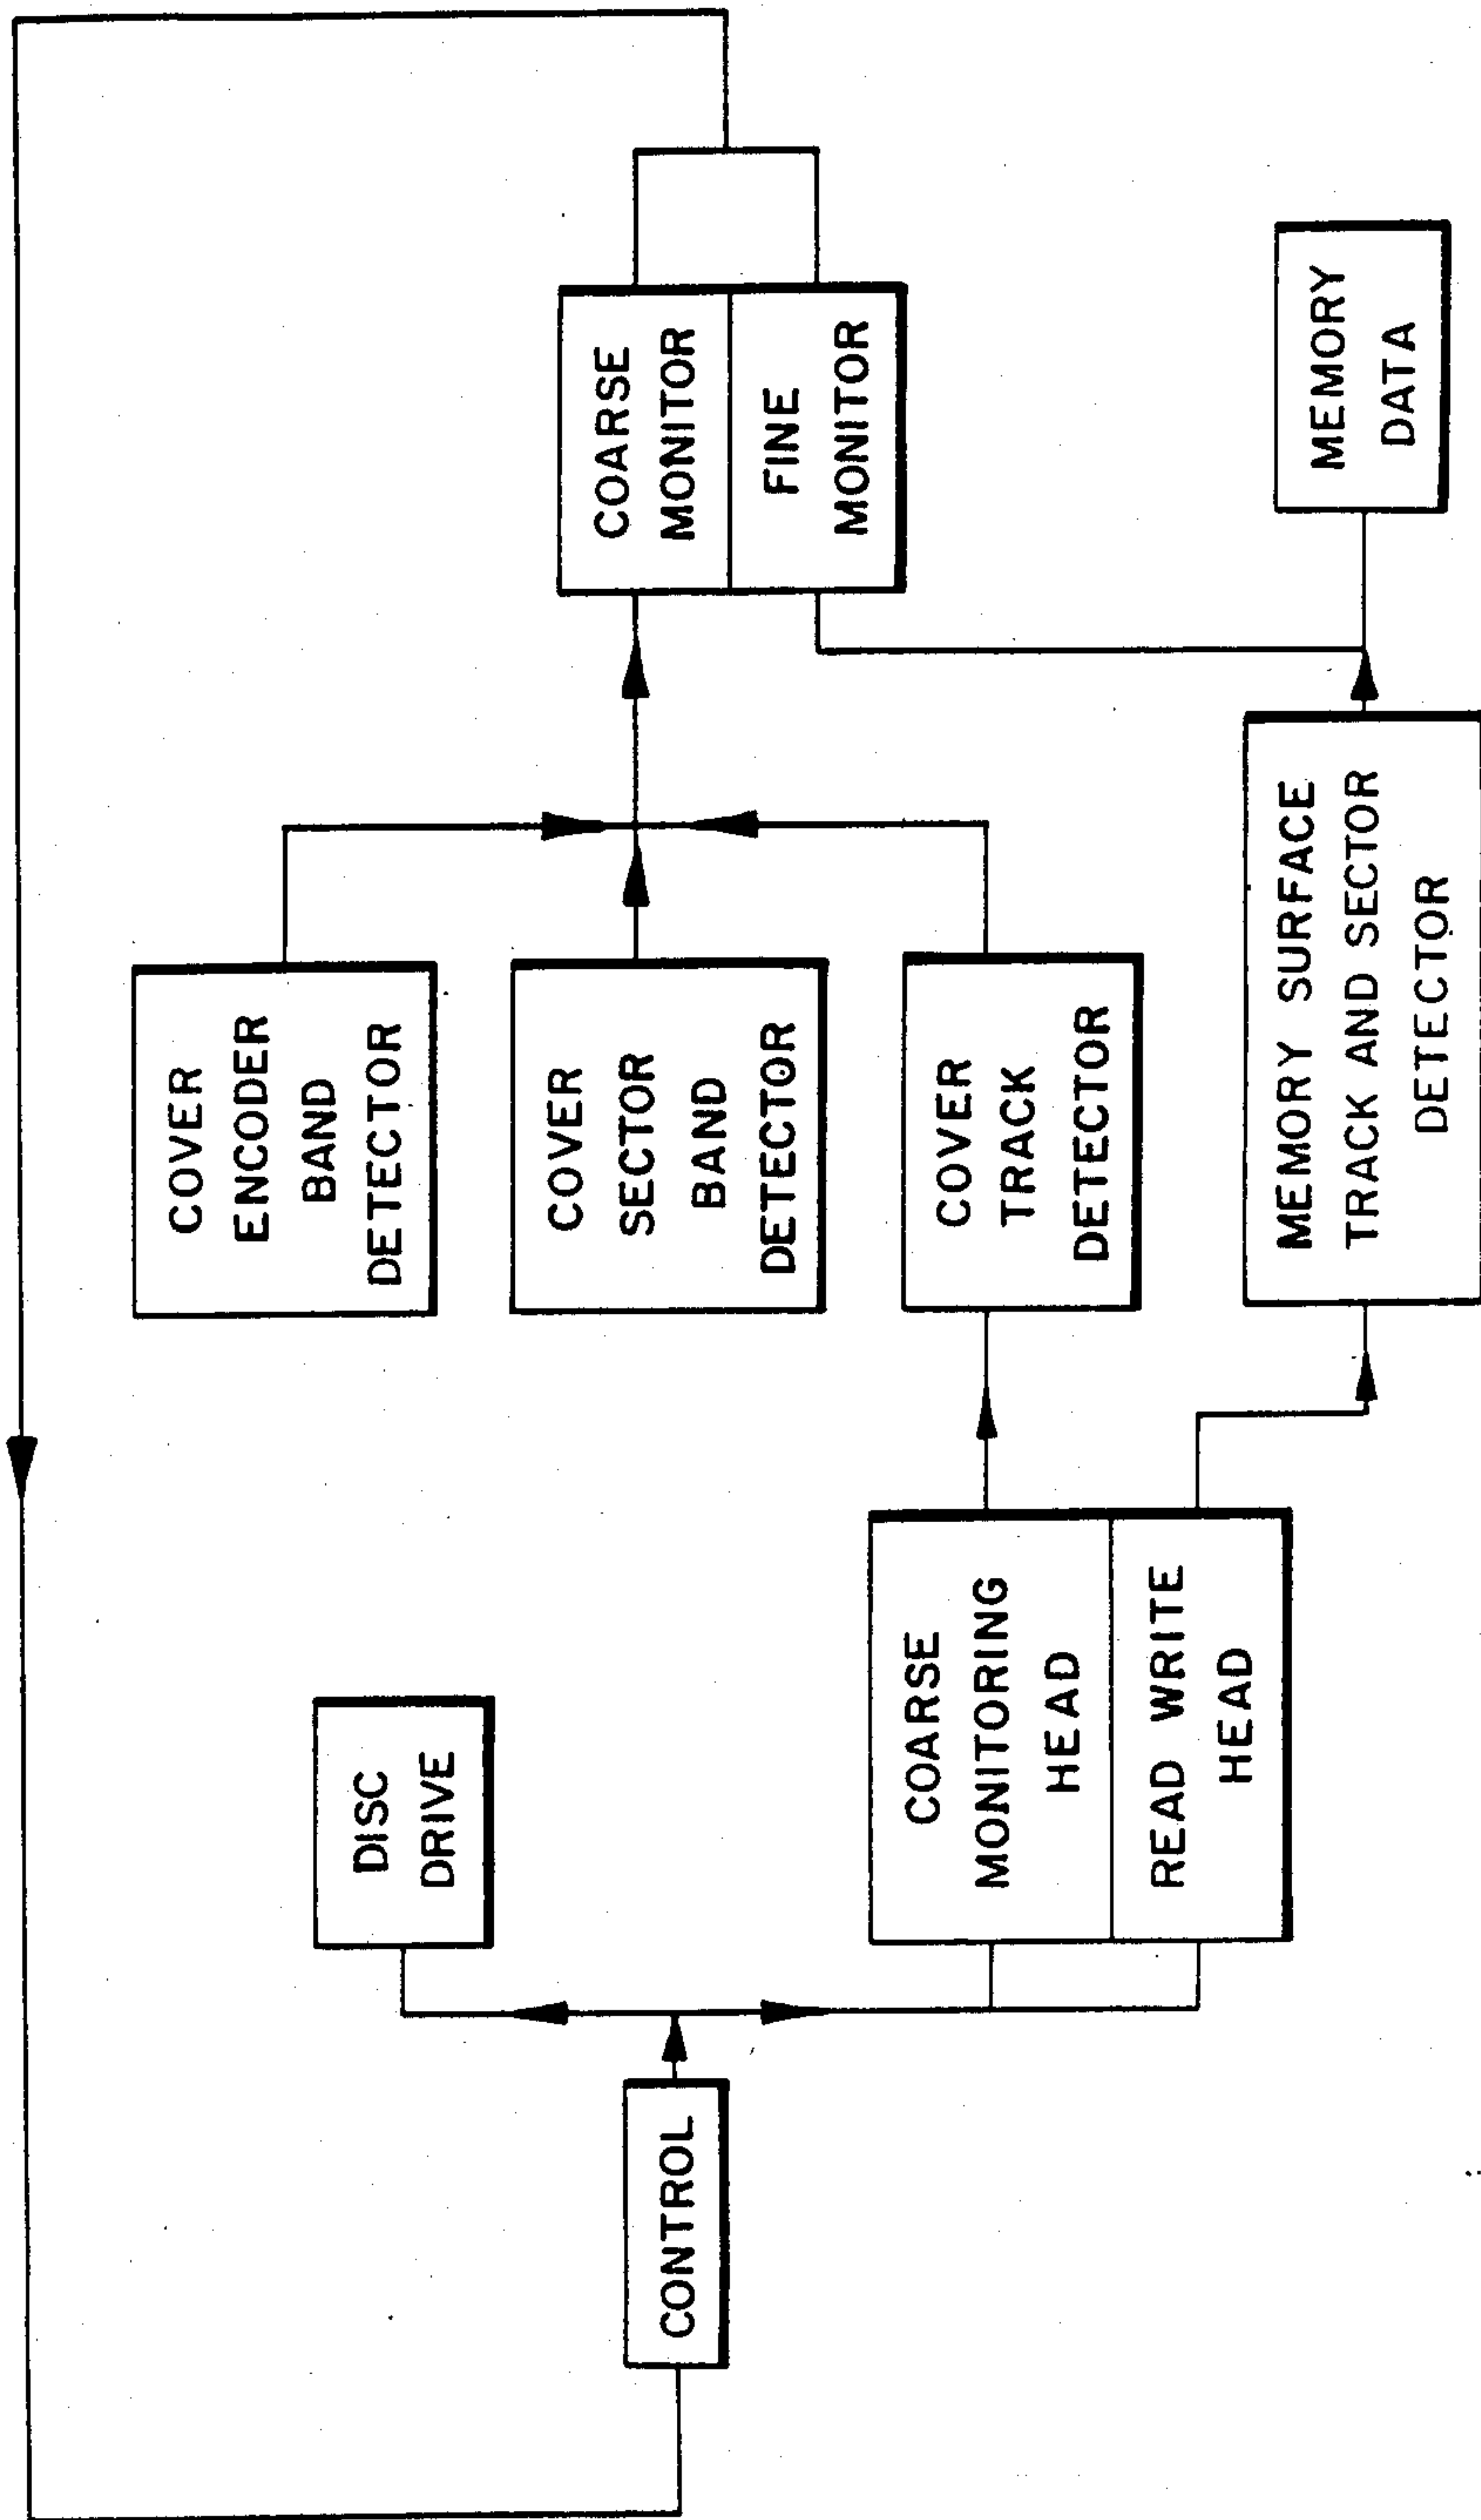 CONTROL
DISC
DRIVE
COARSE
MONITORING
HEAD
READ WRITE
HEAD
COVER
ENCODER
BAND
DETECTOR
COVER
SECTOR
BAND
DETECTOR
COVER
TRACK
DETECTOR
MEMORY SURFACE
TRACK AND SECTOR
DETECTOR
COARSE
MONITOR
FINE
MONITOR
MEMORY
DATA